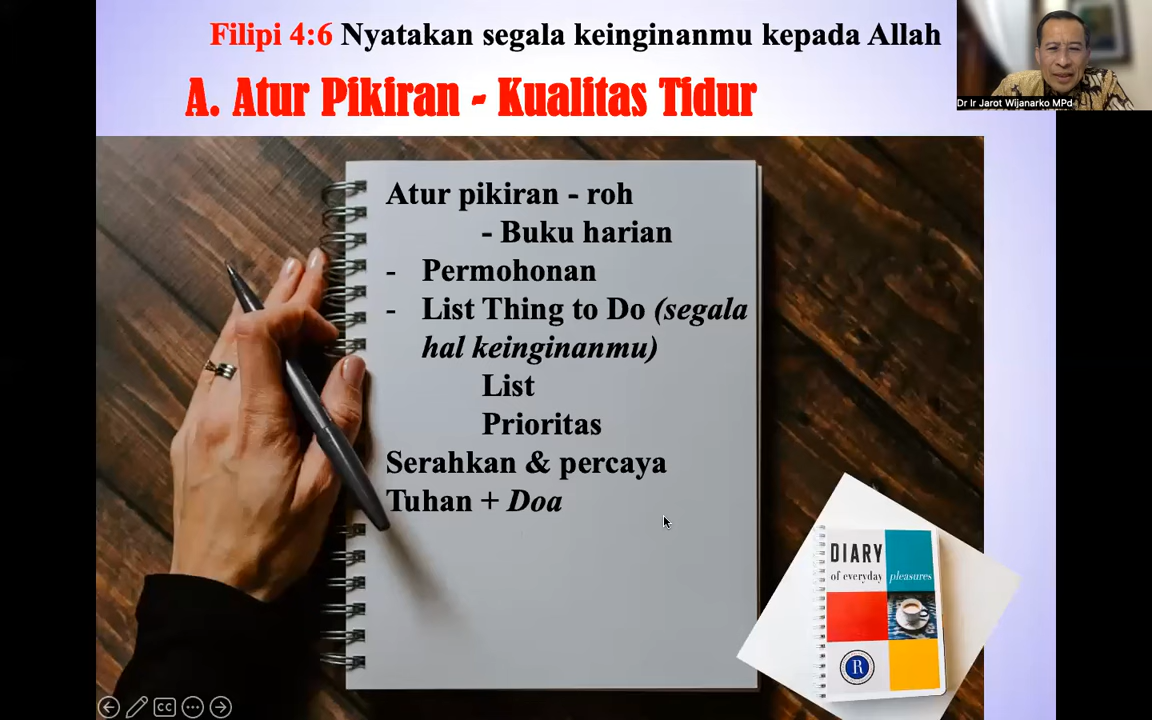 Filipi 4:6 Nyatakan segala keinginanmu kepada Allah
A. Atur Pikiran - Kualitas Tidur
Dr Ir Jarot Wijanarko MPd
Atur pikiran - roh
- Buku harian
- Permohonan
- List Thing to Do (segala
hal keinginanmu)
List
Prioritas
Serahkan & percaya
Tuhan + Doa
DIARY
of everyday pleasures
R
CC